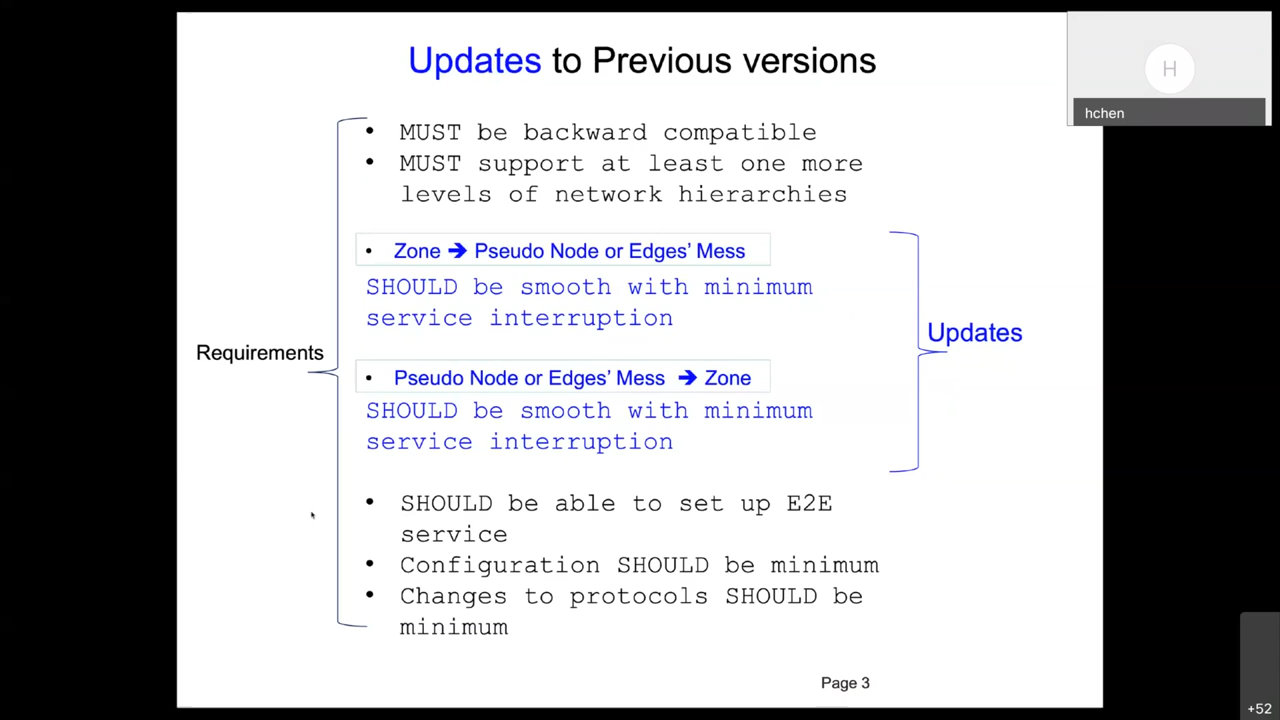 Updates to Previous versions
H
hchen
• MUST be backward compatible
• MUST support at least one more
levels of network hierarchies
• Zone ➔ Pseudo Node or Edges’ Mess
SHOULD be smooth with minimum
service interruption
Updates
Requirements
• Pseudo Node or Edges’ Mess ➔ Zone
SHOULD be smooth with minimum
service interruption
• SHOULD be able to set up E2E
service
• Configuration SHOULD be minimum
• Changes to protocols SHOULD be
minimum
Page 3
+52